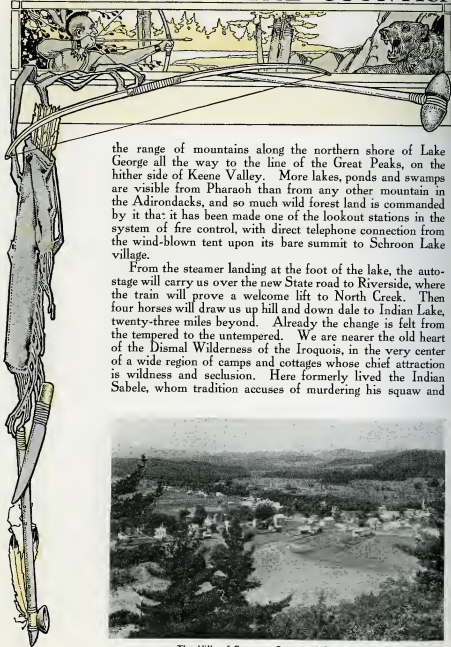 the range of mountains along the northern shore of Lake
George all the way to the line of the Great Peaks, on the
hither side of Keene Valley. More lakes, ponds and swamps
are visible from Pharaoh than from any other mountain in
the Adirondacks, and so much wild forest land is commanded
by it that it has been made one of the lookout stations in the
system of fire control, with direct telephone connection from
the wind-blown tent upon its bare summit to Schroon Lake
village.
From the steamer landing at the foot of the lake, the auto-
stage will carry us over the new State road to Riverside, where
the train will prove a welcome lift to North Creek. Then
four horses will draw us up hill and down dale to Indian Lake,
twenty-three miles beyond. Already the change is felt from
the tempered to the untempered. We are nearer the old heart
of the Dismal Wilderness of the Iroquois, in the very center
of a wide region of camps and cottages whose chief attraction
is wildness and seclusion. Here formerly lived the Indian
Sabele, whom tradition accuses of murdering his squaw and